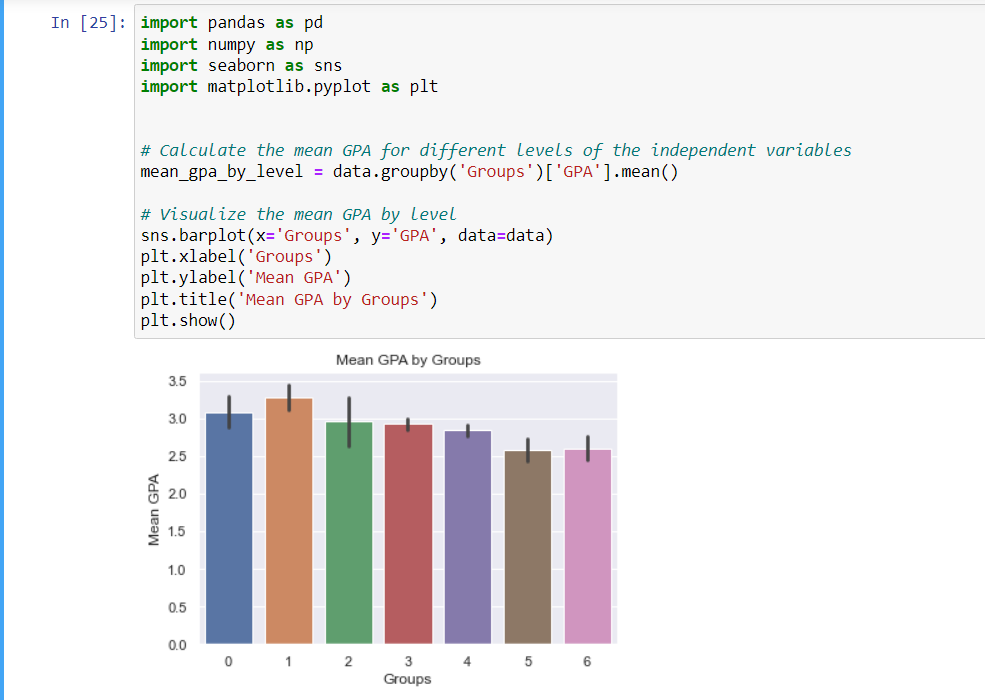 In [25]: import pandas as pd
import numpy as np
import seaborn as sns
import matplotlib.pyplot as plt
# Calculate the mean GPA for different levels of the independent variables
mean_gpa_by_level = data.groupby('Groups')['GPA'].mean()
# Visualize the mean GPA by level
sns.barplot(x='Groups', y='GPA', data=data)
plt.xlabel('Groups')
plt.ylabel('Mean GPA')
plt.title('Mean GPA by Groups')
plt.show()
Mean GPA by Groups
3.5
3.0
2.5
2.0
1.5
1.0
0.5
0.0
Mean GPA
0 1 2 3 4 5 6
Groups